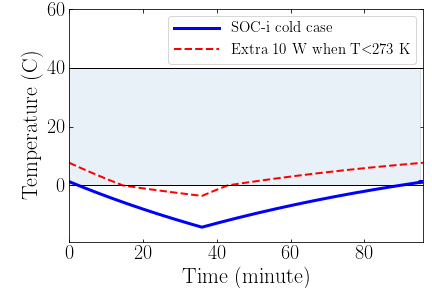 60
SOC-i cold case
Extra 10 W when T<273 K
40
20
0
Temperature (C)
0 20 40 60 80
Time (minute)